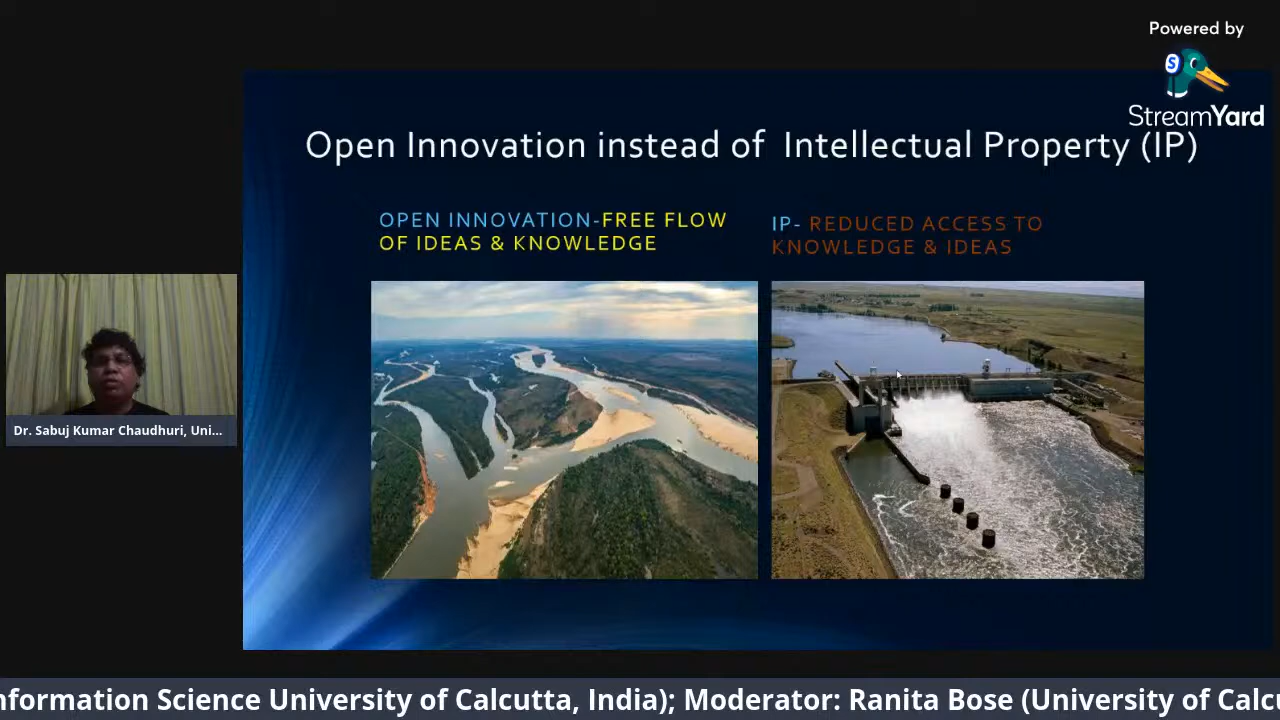 Powered by
S
StreamYard
Open Innovation instead of Intellectual Property (IP)
OPEN INNOVATION-FREE FLOW
OF IDEAS & KNOWLEDGE
IP- REDUCED ACCESS TO
KNOWLEDGE & IDEAS
Dr. Sabuj Kumar Chaudhuri, Uni...
nformation Science University of Calcutta, India); Moderator: Ranita Bose (University of Calcu